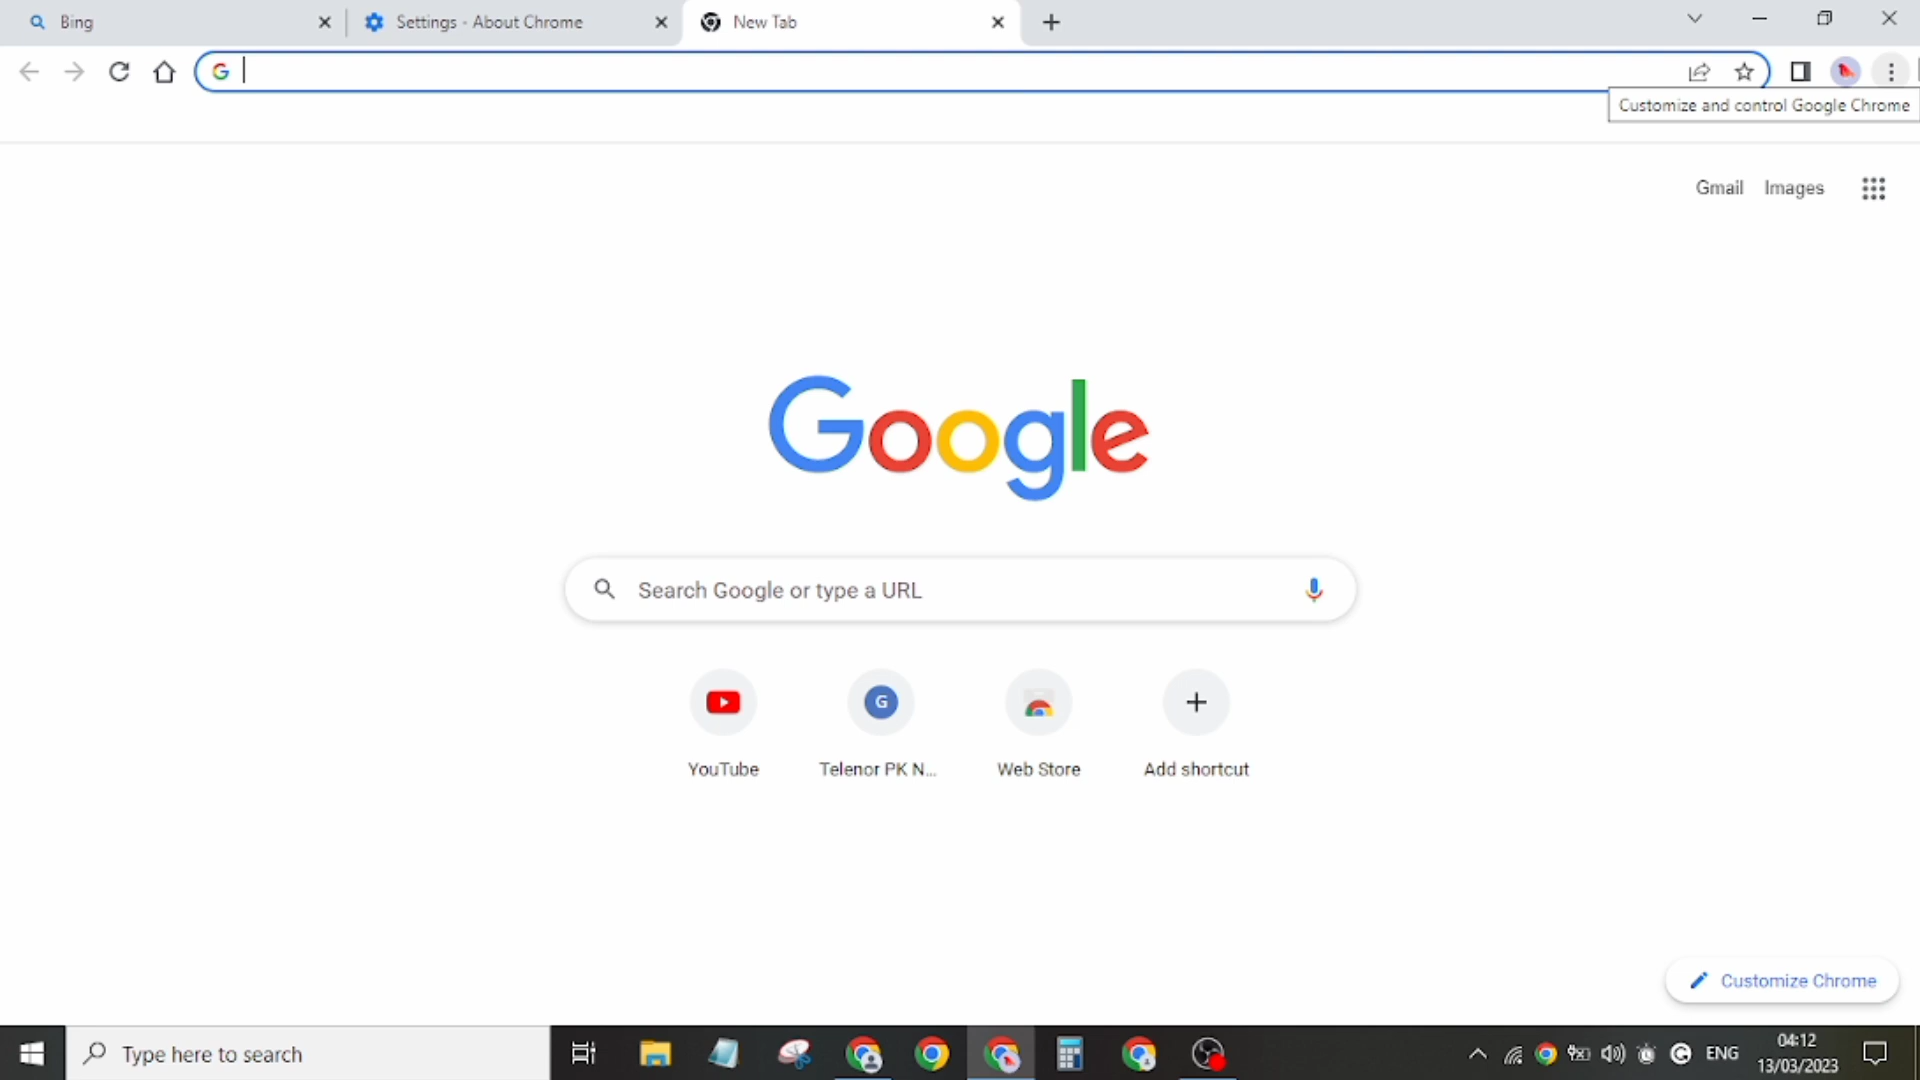 Bing
Settings - About Chrome
New Tab
Customize and control Google Chrome
Gmail
Images
Google
Search Google or type a URL
G
YouTube
Telenor PK N...
Web Store
Add shortcut
Customize Chrome
Type here to search
ENG
04:12
13/03/2023